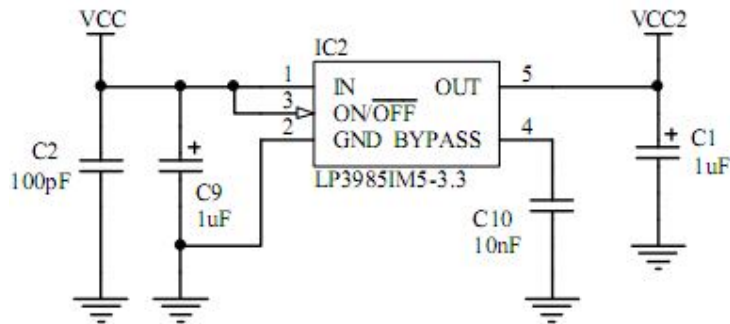 VCC
VCC2
IC2
1
IN
OUT
5
3
ON/OFF
2
GND
BYPASS
4
C2
100pF
+
C9
1uF
LP3985IM5-3.3
C10
10nF
+
C1
1uF